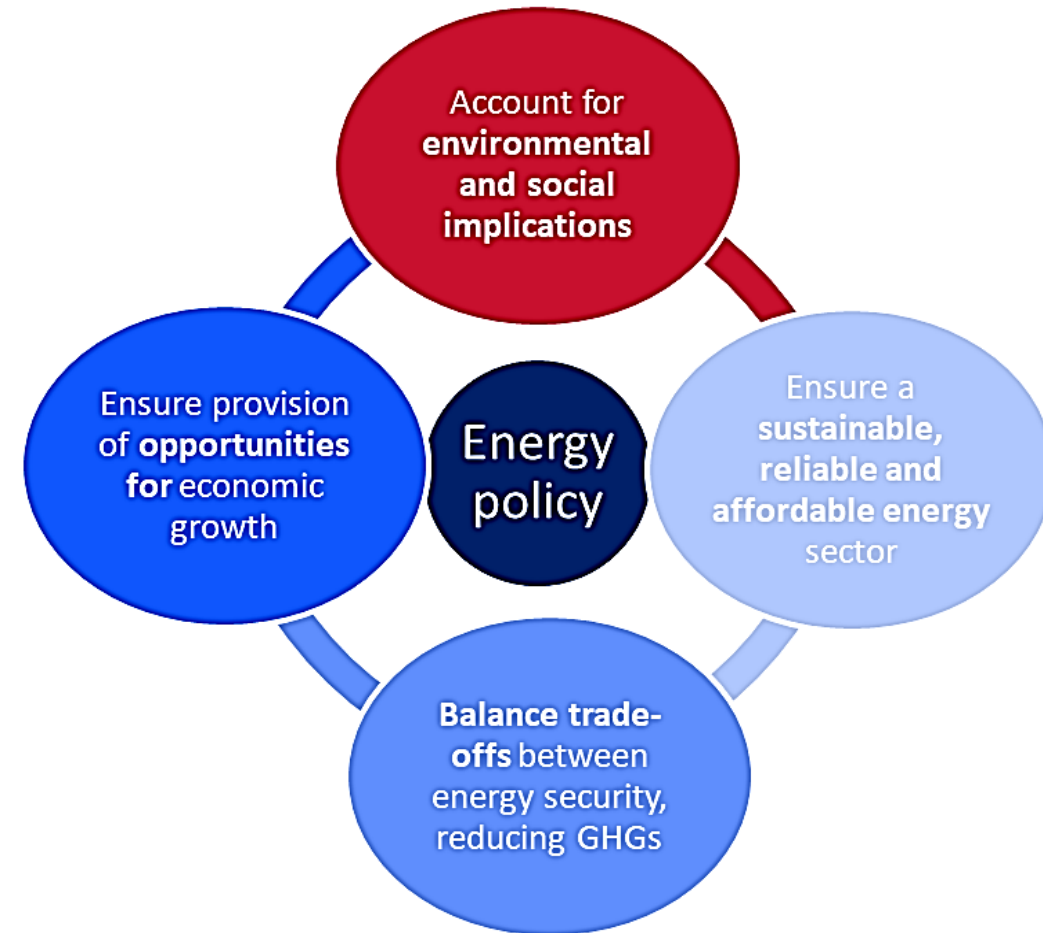 Account for
environmental
and social
implications
Ensure provision
of opportunities
for economic
growth
Energy
policy
Ensure a
sustainable,
reliable and
affordable energy
sector
Balance trade-
offs between
energy security,
reducing GHGs